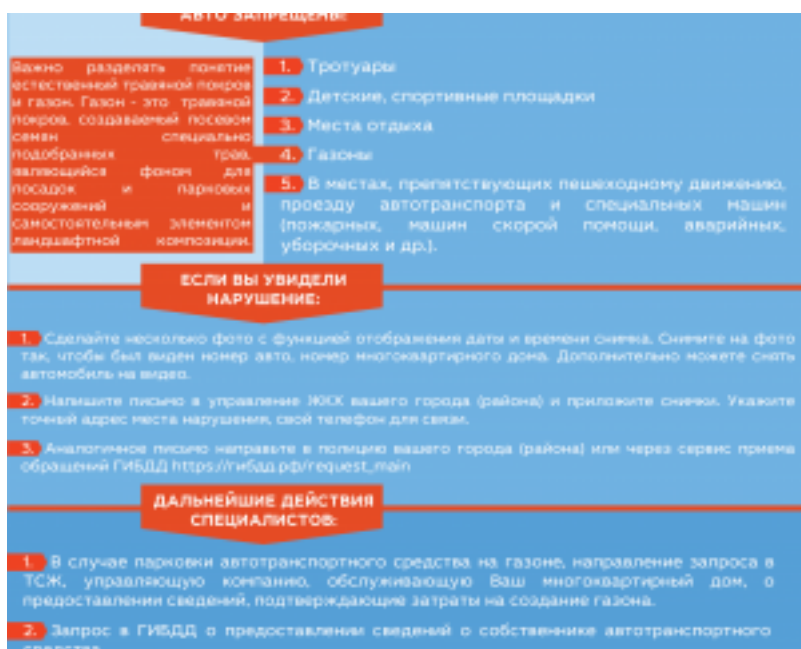 АВТО ЗАПРЕЩЕНЫ:
Важно разделять понятие
естественный травяной покров
и газон. Газон - это травяной
покров, создаваемый посевом
семян специально
подобранных трав,
являющийся фоном для
посадок и парковых
сооружений и
самостоятельным элементом
ландшафтной композиции.
1. Тротуары
2. Детские, спортивные площадки
3. Места отдыха
4. Газоны
5. В местах, препятствующих пешеходному движению,
проезду автотранспорта и специальных машин
(пожарных, машин скорой помощи, аварийных,
уборочных и др.).
ЕСЛИ ВЫ УВИДЕЛИ
НАРУШЕНИЕ:
1. Сделайте несколько фото с функцией отображения даты и времени снимка. Снимите на фото
так, чтобы был виден номер авто, номер многоквартирного дома. Дополнительно можете снять
автомобиль на видео.
2. Напишите письмо в управление ЖКХ вашего города (района) и приложите снимки. Укажите
точный адрес места нарушения, свой телефон для связи.
3. Аналогичное письмо направьте в полицию вашего города (района) или через сервис приема
обращений ГИБДД https://гибдд.рф/request_main
ДАЛЬНЕЙШИЕ ДЕЙСТВИЯ
СПЕЦИАЛИСТОВ:
1. В случае парковки автотранспортного средства на газоне, направление запроса в
ТСЖ, управляющую компанию, обслуживающую Ваш многоквартирный дом, о
предоставлении сведений, подтверждающие затраты на создание газона.
2. Запрос в ГИБДД о предоставлении сведений о собственнике автотранспортного
средства